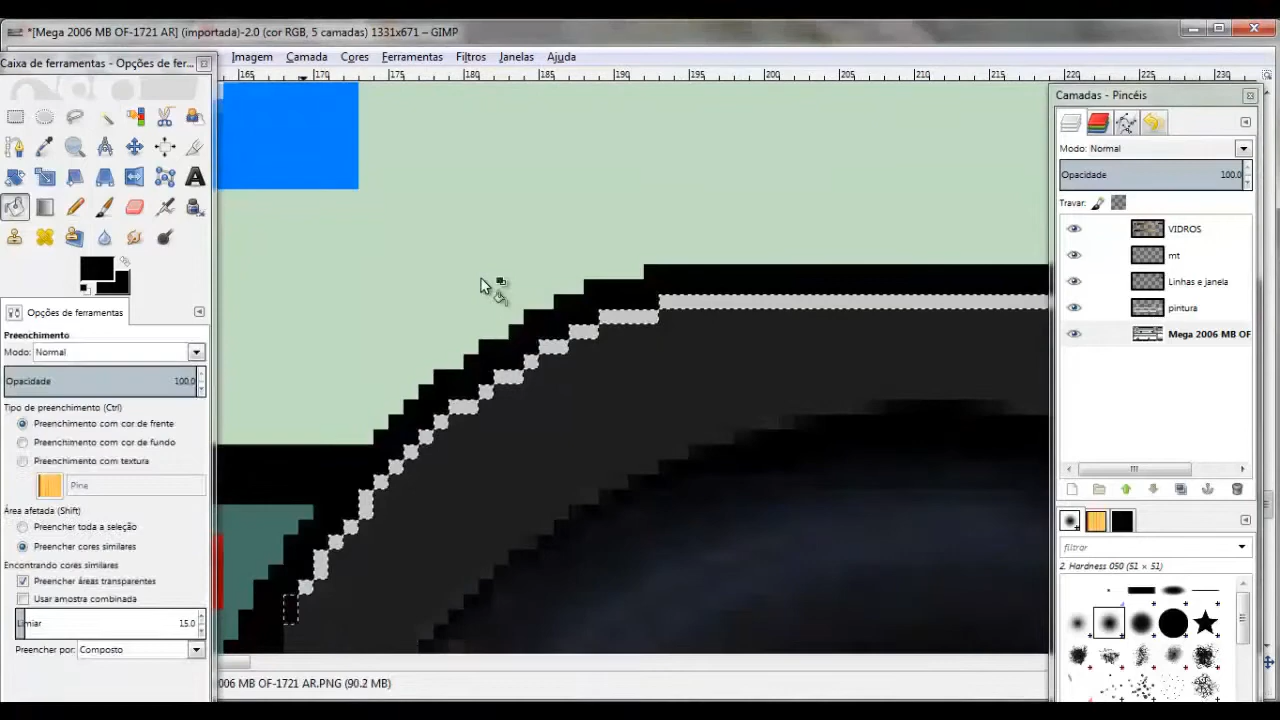 *[Mega 2006 MB OF-1721 AR] (importada)-2.0 (cor RGB, 5 camadas) 1331x671 – GIMP
Caixa de ferramentas - Opções de fer...
Imagem Camada Cores Ferramentas Filtros Janelas Ajuda
165 170 175 180 185 190 195 200 205 210 215 220 225 230
Opções de ferramentas
Preenchimento
Modo: Normal
Opacidade 100,0
Tipo de preenchimento (Ctrl)
Preenchimento com cor de frente
Preenchimento com cor de fundo
Preenchimento com textura
Pine
Área afetada (Shift)
Preencher toda a seleção
Preencher cores similares
Encontrando cores similares
Preencher áreas transparentes
Usar amostra combinada
Limiar 15.0
Preencher por: Composto
006 MB OF-1721 AR.PNG (90.2 MB)
Camadas - Pincéis
Modo: Normal
Opacidade 100.0
Travar:
VIDROS
mt
Linhas e janela
pintura
Mega 2006 MB OF
filtrar
2. Hardness 050 (51 × 51)